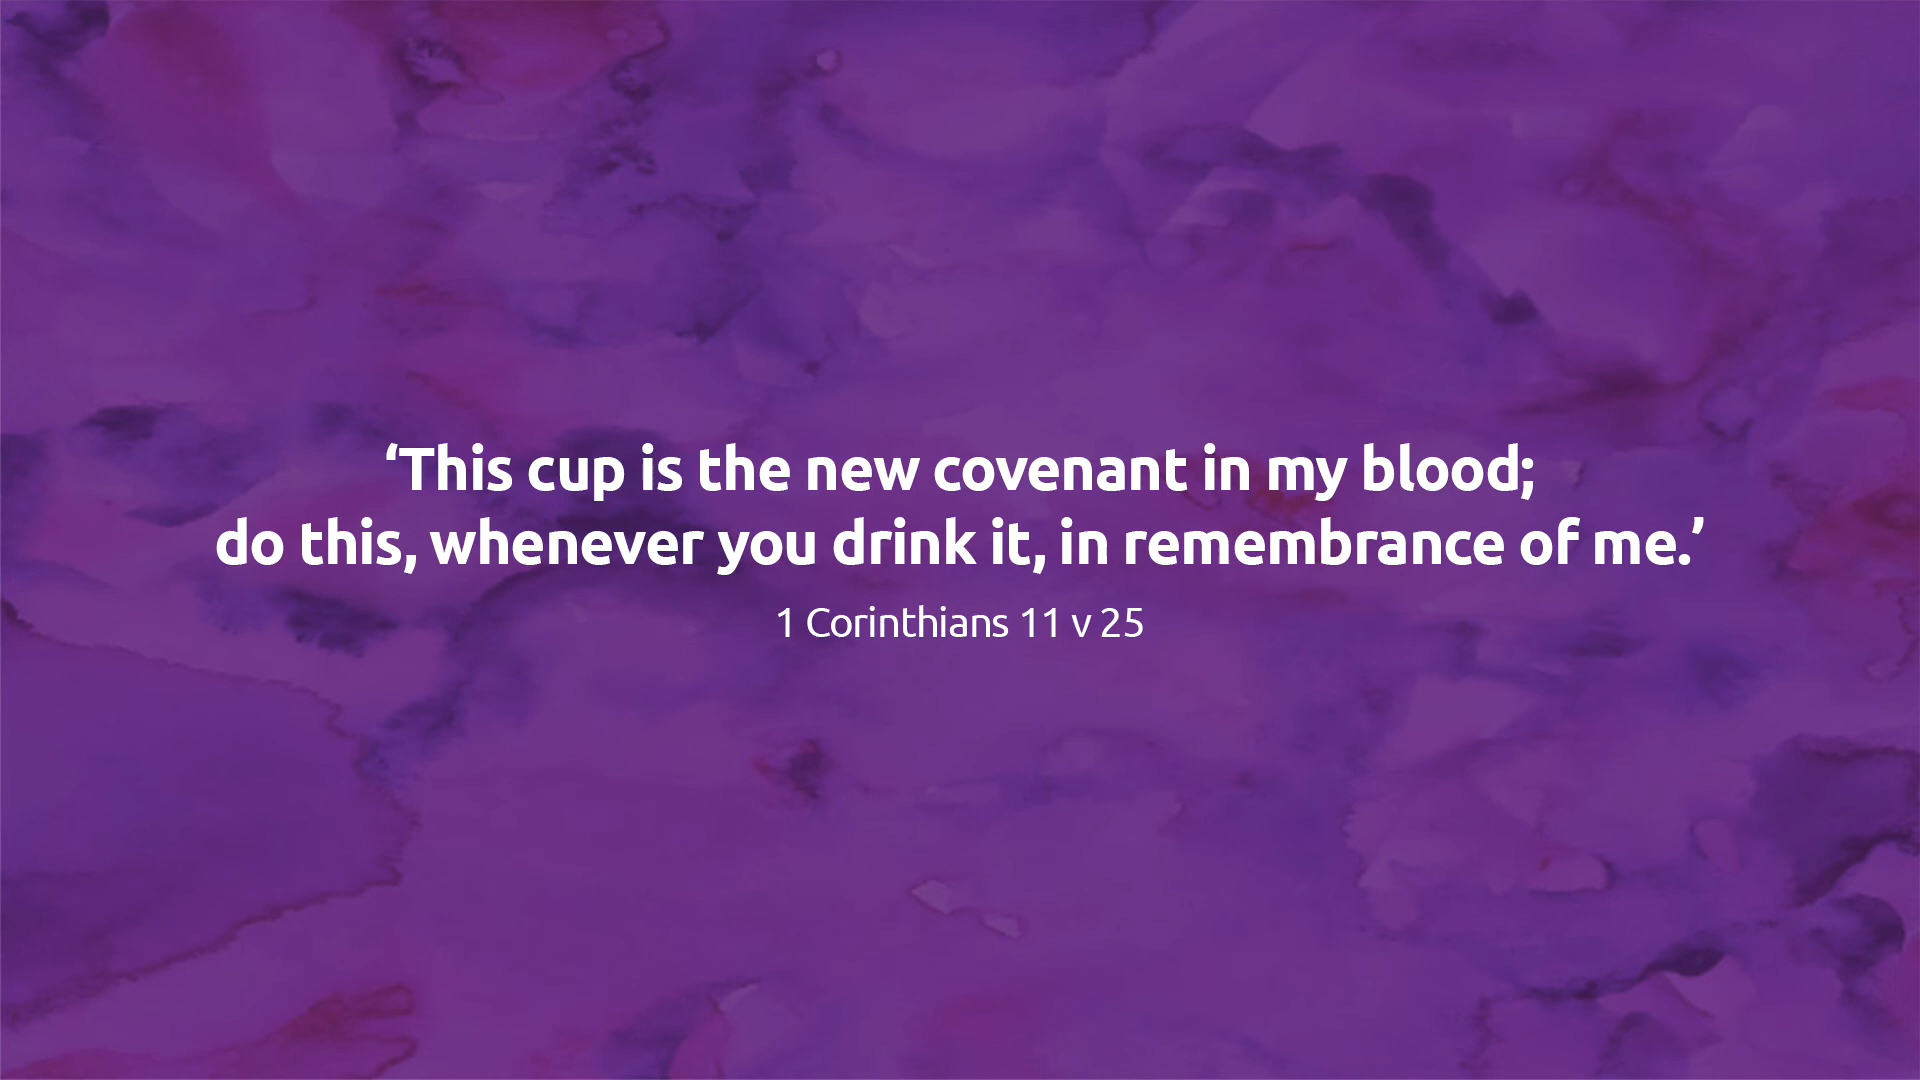 ‘This cup is the new covenant in my blood;
do this, whenever you drink it, in remembrance of me.’
1 Corinthians 11 v 25